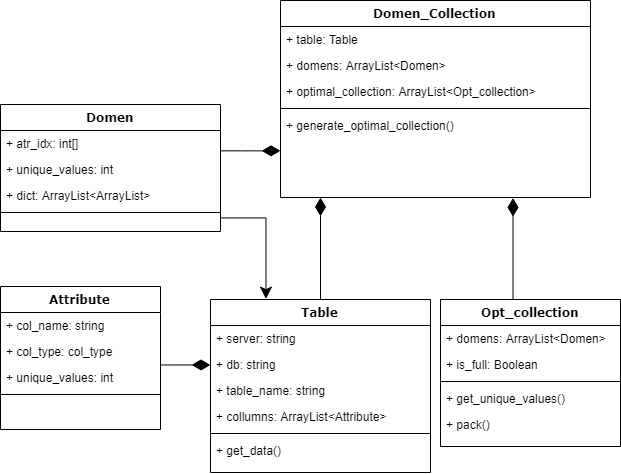 Domen_Collection
+ table: Table
+ domens: ArrayList<Domen>
+ optimal_collection: ArrayList<Opt_collection>
+ generate_optimal_collection()
Domen
+ atr_idx: int[]
+ unique_values: int
+ dict: ArrayList<ArrayList>
Attribute
+ col_name: string
+ col_type: col_type
+ unique_values: int
Table
+ server: string
+ db: string
+ table_name: string
+ collumns: ArrayList<Attribute>
+ get_data()
Opt_collection
+ domens: ArrayList<Domen>
+ is_full: Boolean
+ get_unique_values()
+ pack()